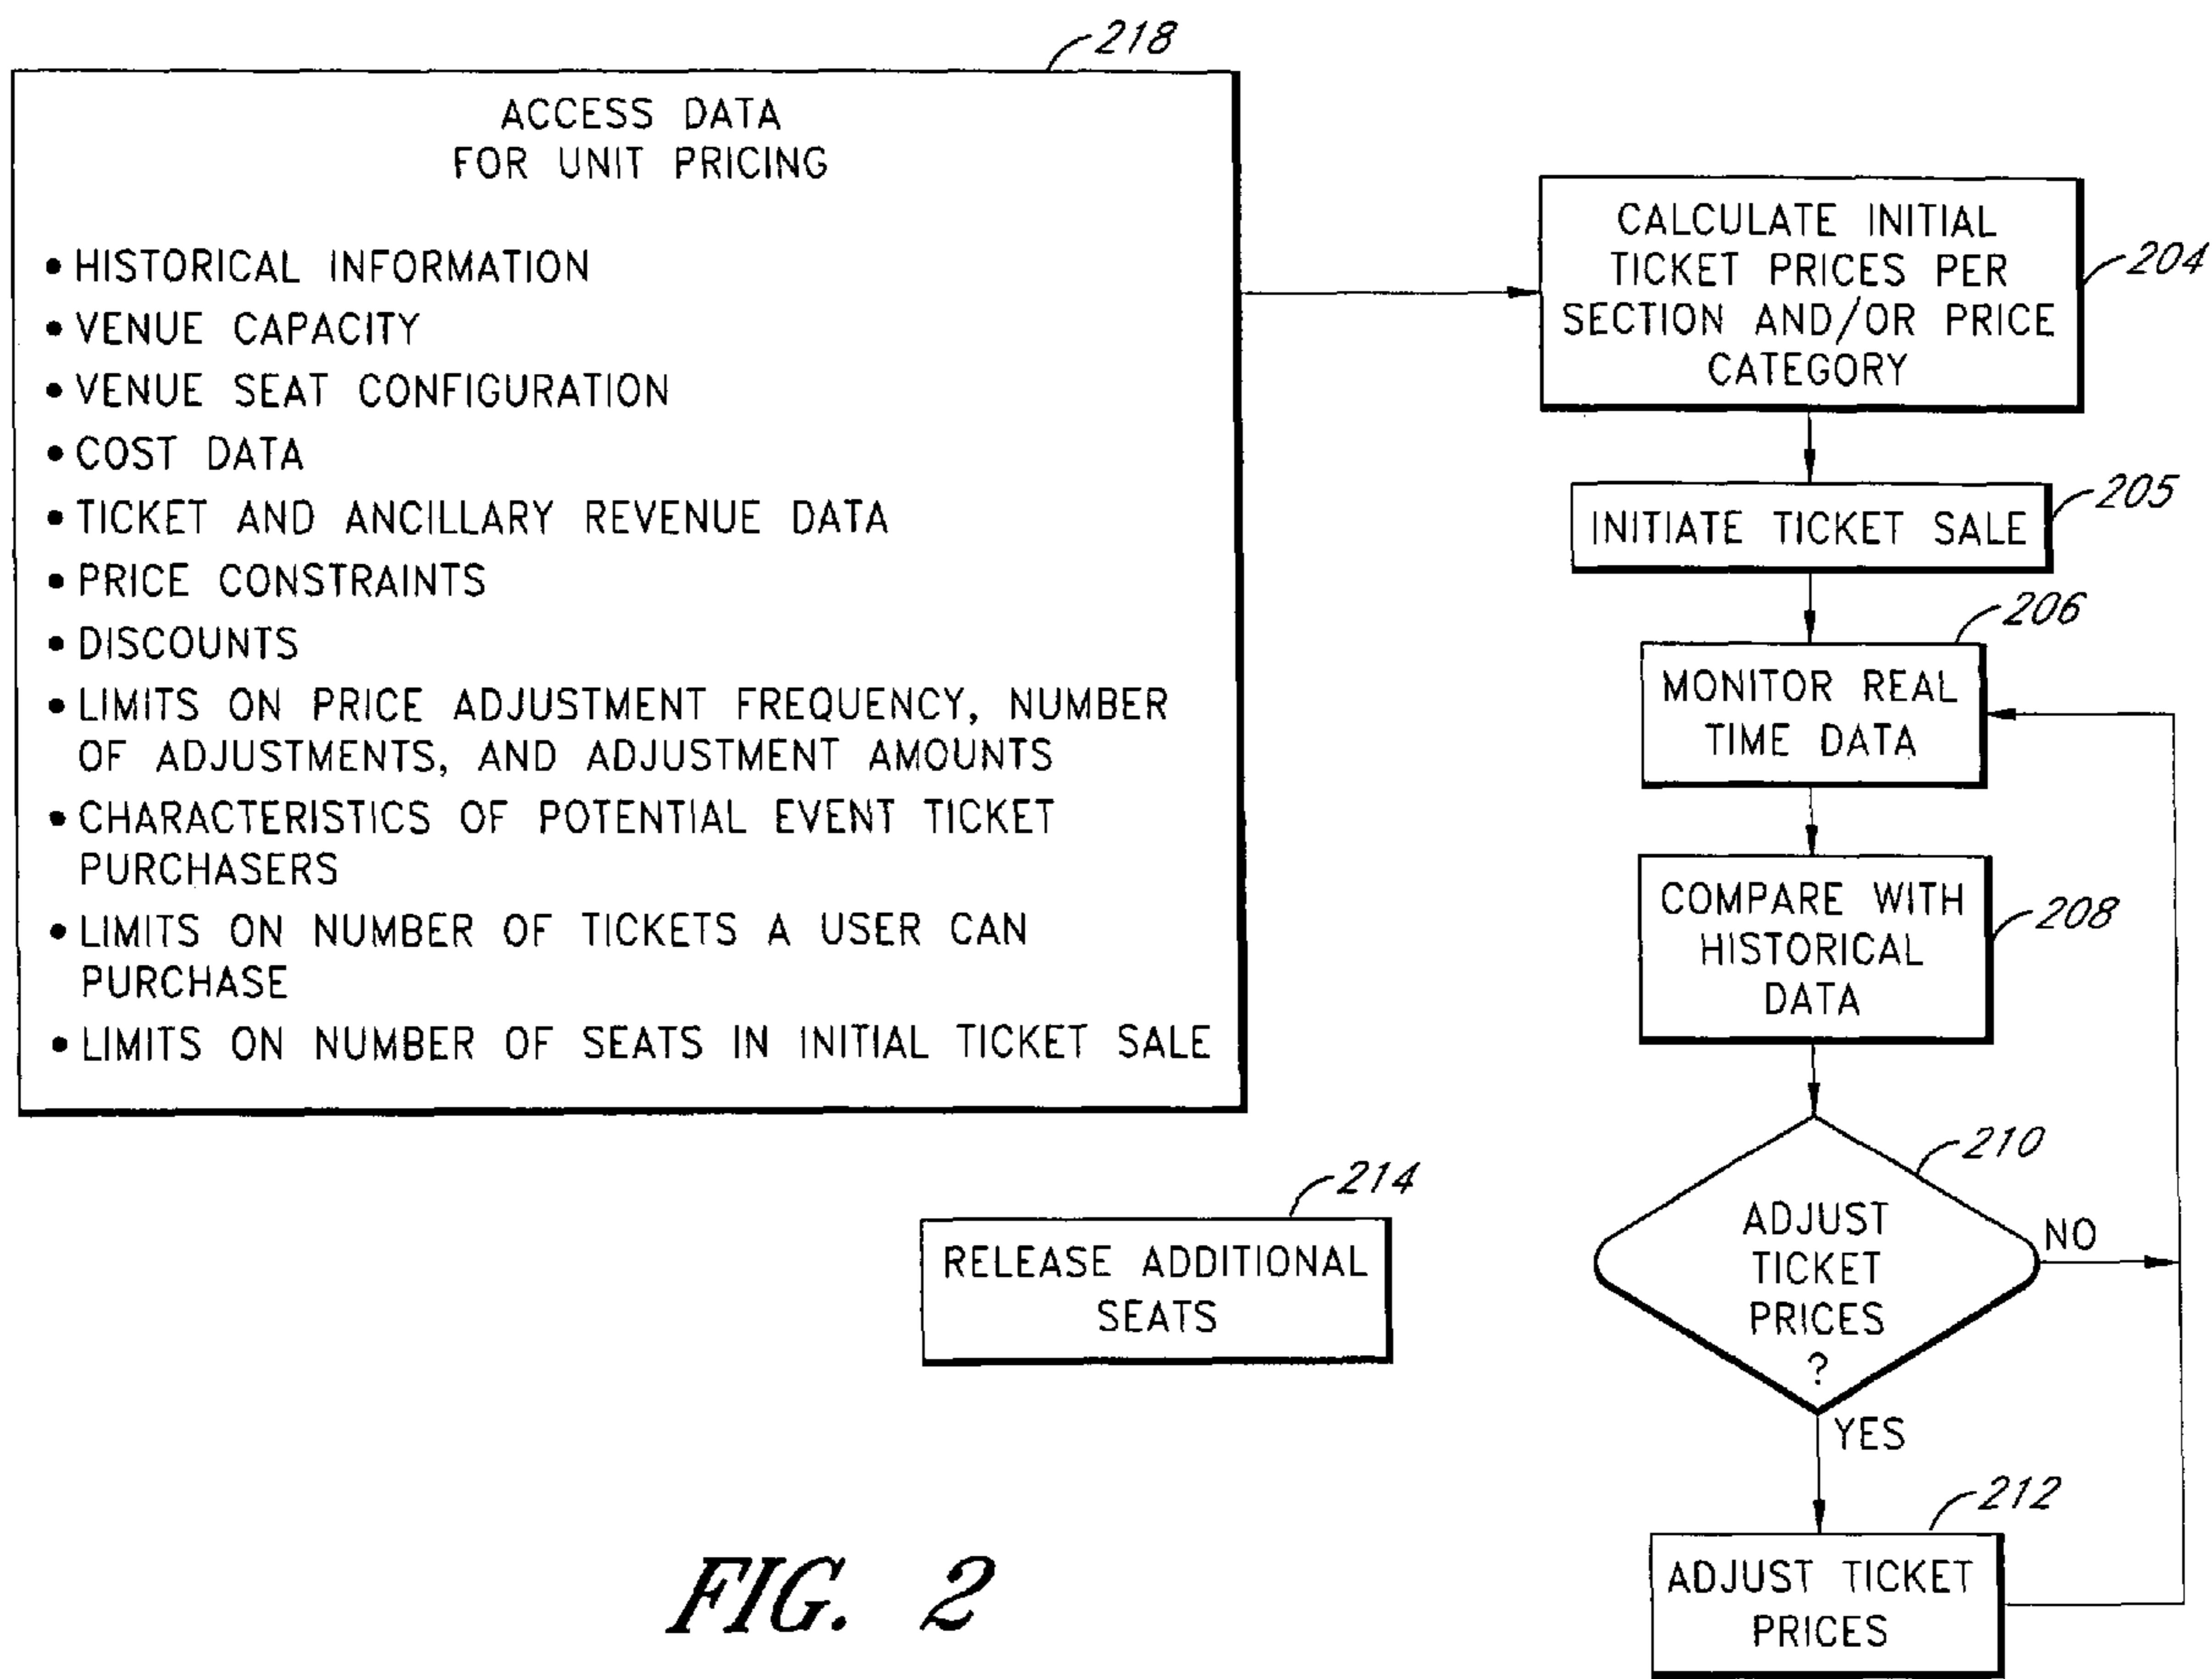 218
ACCESS DATA
FOR UNIT PRICING
• HISTORICAL INFORMATION
• VENUE CAPACITY
• VENUE SEAT CONFIGURATION
• COST DATA
• TICKET AND ANCILLARY REVENUE DATA
• PRICE CONSTRAINTS
• DISCOUNTS
• LIMITS ON PRICE ADJUSTMENT FREQUENCY, NUMBER
OF ADJUSTMENTS, AND ADJUSTMENT AMOUNTS
• CHARACTERISTICS OF POTENTIAL EVENT TICKET
PURCHASERS
• LIMITS ON NUMBER OF TICKETS A USER CAN
PURCHASE
• LIMITS ON NUMBER OF SEATS IN INITIAL TICKET SALE
CALCULATE INITIAL
TICKET PRICES PER
SECTION AND/OR PRICE
CATEGORY
204
INITIATE TICKET SALE
205
206
MONITOR REAL
TIME DATA
COMPARE WITH
HISTORICAL
DATA
208
210
ADJUST
TICKET
PRICES
?
NO
YES
212
ADJUST TICKET
PRICES
214
RELEASE ADDITIONAL
SEATS
FIG. 2